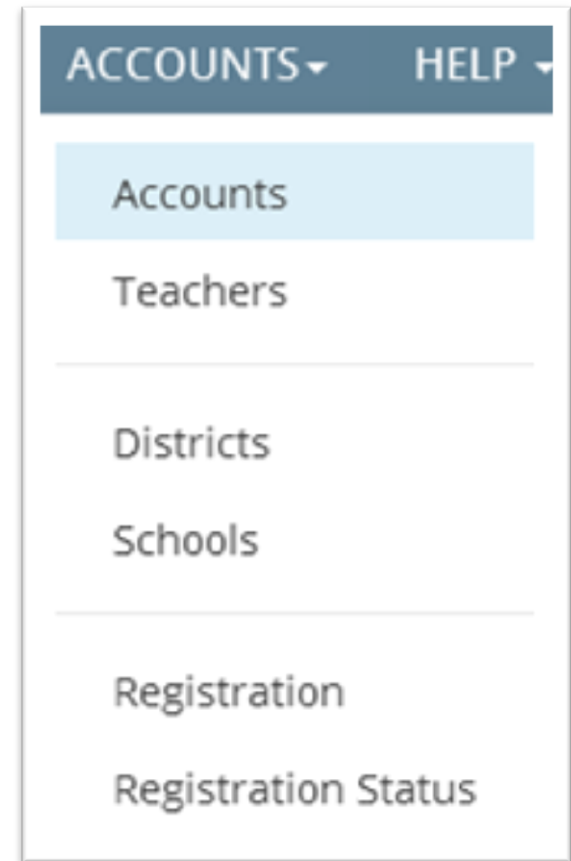 ACCOUNTS HELP
Accounts
Teachers
Districts
Schools
Registration
Registration Status